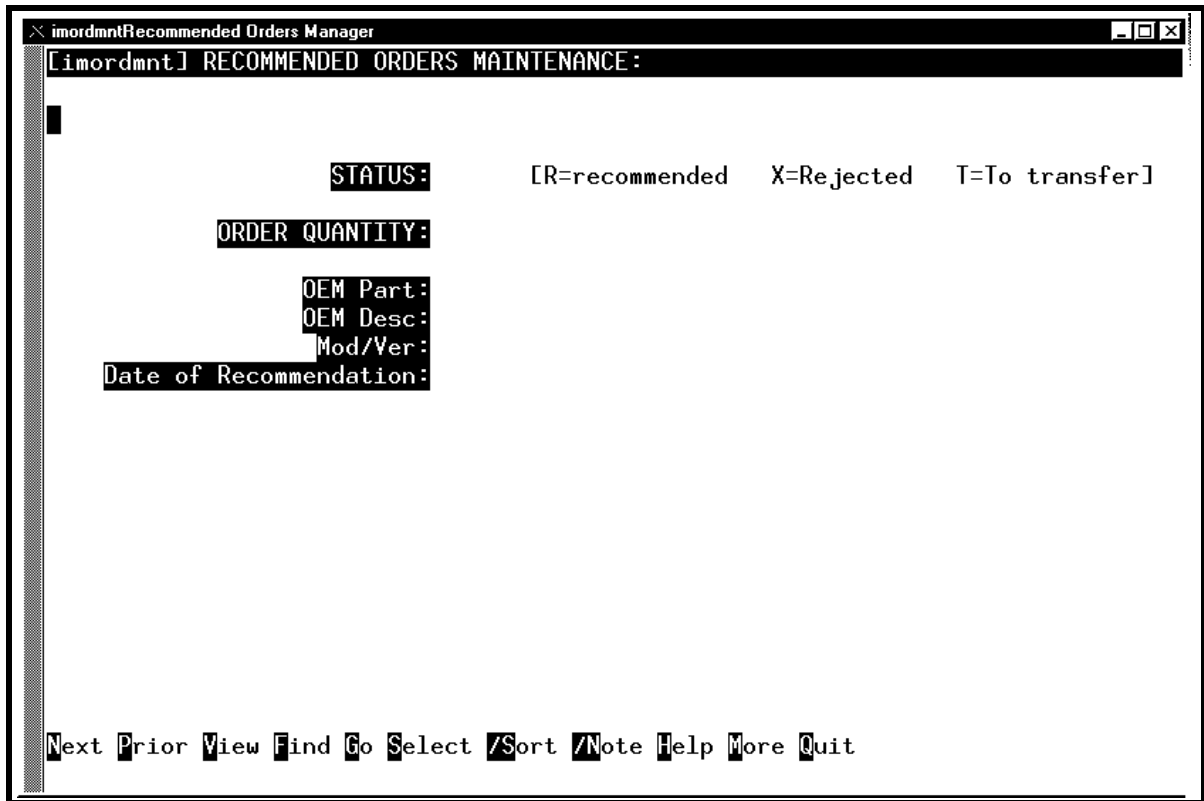 imordmntRecommended Orders Manager
[imordmnt] RECOMMENDED ORDERS MAINTENANCE:
STATUS: [R=recommended X=Rejected T=To transfer]
ORDER QUANTITY:
OEM Part:
OEM Desc:
Mod/Ver:
Date of Recommendation:
Next Prior View Find Go Select /Sort /Note Help More Quit